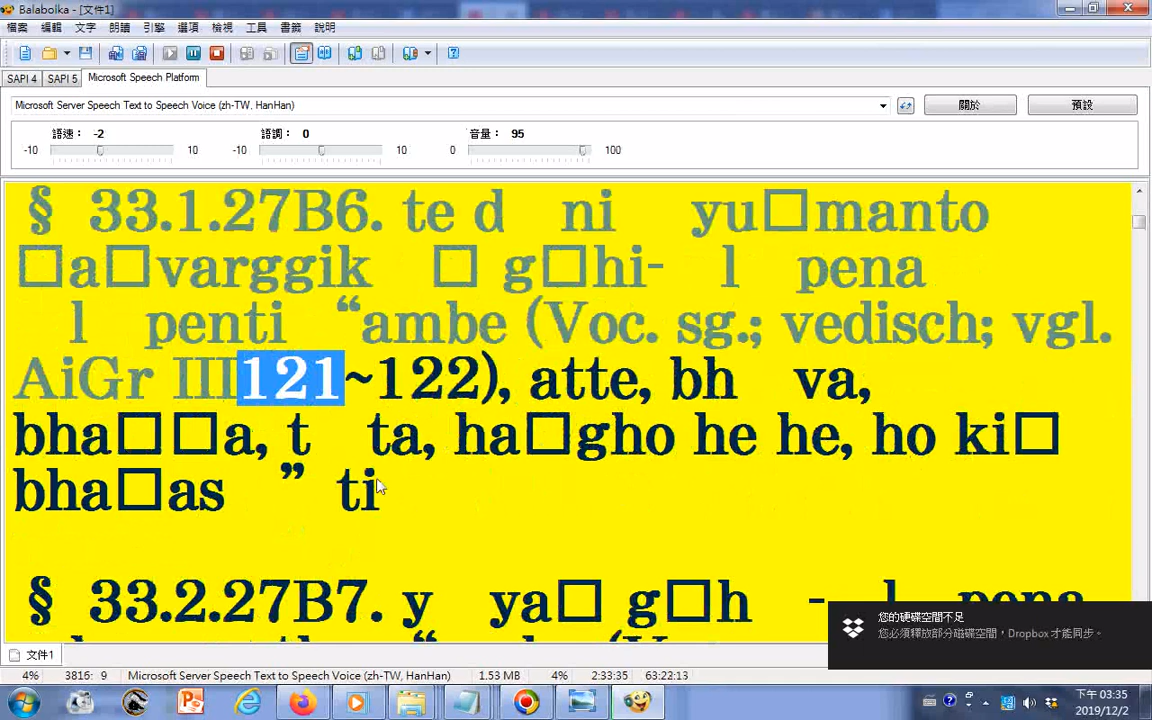 Balabolka - [文件1]
檔案 編輯 文字 朗讀 引擎 選項 檢視 工具 書籤 說明
SAPI 4 SAPI 5 Microsoft Speech Platform
Microsoft Server Speech Text to Speech Voice (zh-TW, HanHan) 關於 預設
語速： -2 語調： 0 音量： 95
-10 10 -10 10 0 100
§ 33.1.27B6. te d ni yu□manto
□a□varggik □ g□hi- l pena
l penti “ambe (Voc. sg.; vedisch; vgl.
AiGr III121~122), atte, bh va,
bha□□a, t ta, ha□gho he he, ho ki□
bha□as ” ti
§ 33.2.27B7. y ya□ g□h - l pena
您的硬碟空間不足
您必須釋放部分磁碟空間，Dropbox 才能同步。
文件1
4% 3816: 9 Microsoft Server Speech Text to Speech Voice (zh-TW, HanHan) 1.53 MB 4% 2:33:35 63:22:13
下午 03:35
2019/12/2